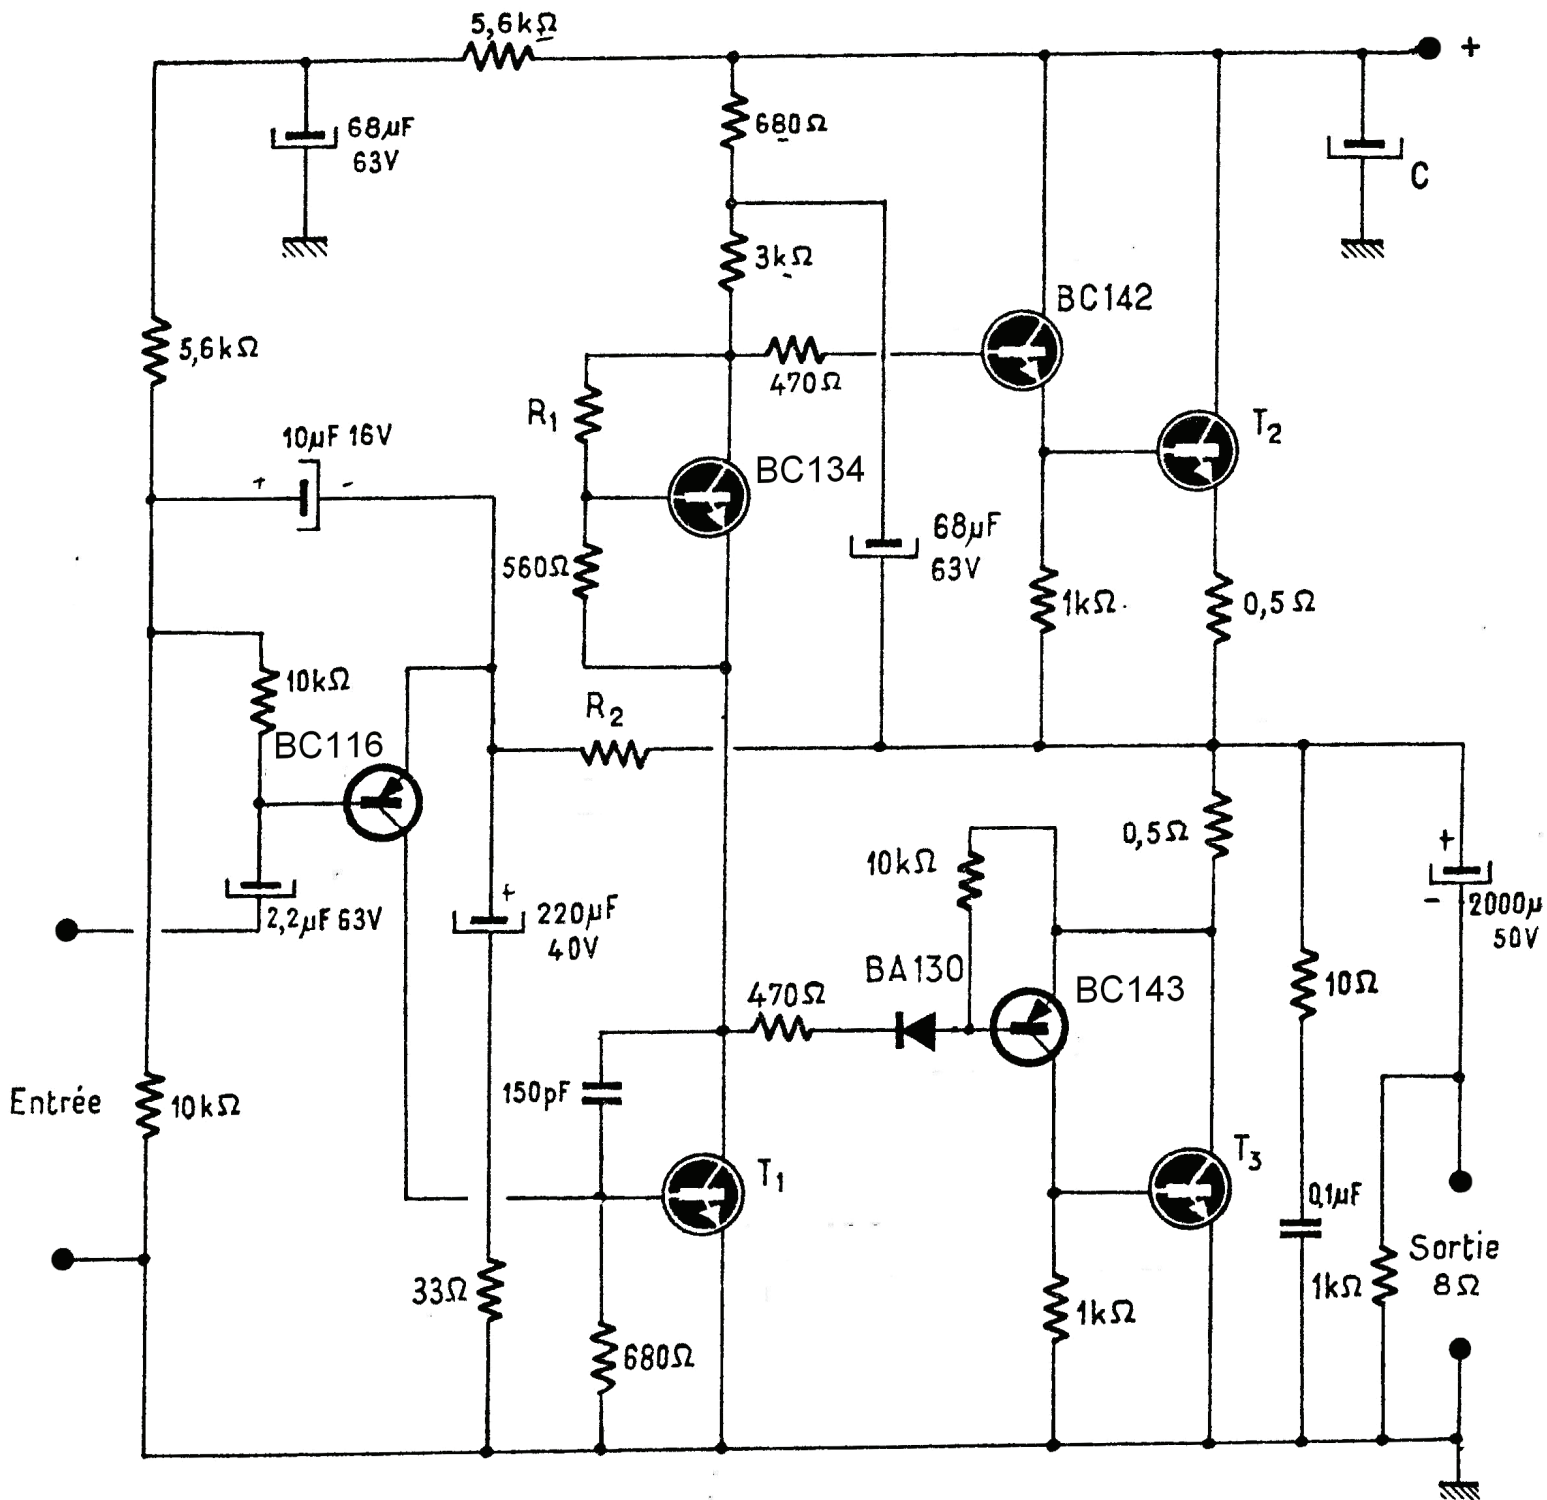 5,6kΩ
+
68µF
63V
680Ω
C
3kΩ
BC142
5,6kΩ
470Ω
R1
T2
10µF 16V
+ -
BC134
68µF
63V
560Ω
1kΩ
0,5Ω
10kΩ
R2
BC116
0,5Ω
+
10kΩ
2,2µF 63V
+
220µF
40V
-
2000µ
50V
BA130
BC143
470Ω
10Ω
150pF
Entrée
10kΩ
T1
T3
0,1µF
Sortie
8Ω
33Ω
1kΩ
1kΩ
680Ω